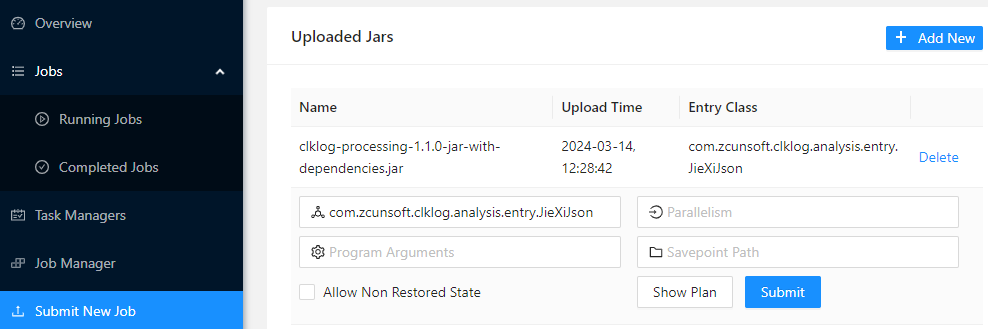 Overview
Jobs
Running Jobs
Completed Jobs
Task Managers
Job Manager
Submit New Job
Uploaded Jars
Add New
Name Upload Time Entry Class
clklog-processing-1.1.0-jar-with-
dependencies.jar
2024-03-14,
12:28:42
com.zcunsoft.clklog.analysis.entry.
JieXiJson
Delete
com.zcunsoft.clklog.analysis.entry.JieXiJson
Parallelism
Program Arguments
Savepoint Path
Allow Non Restored State
Show Plan
Submit